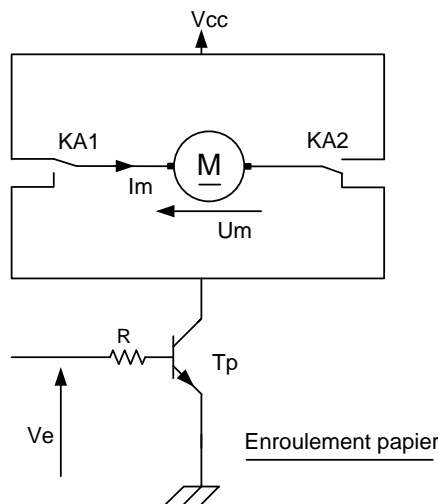 Vcc
KA1
KA2
M
Im
Um
R
Tp
Ve
Enroulement papier